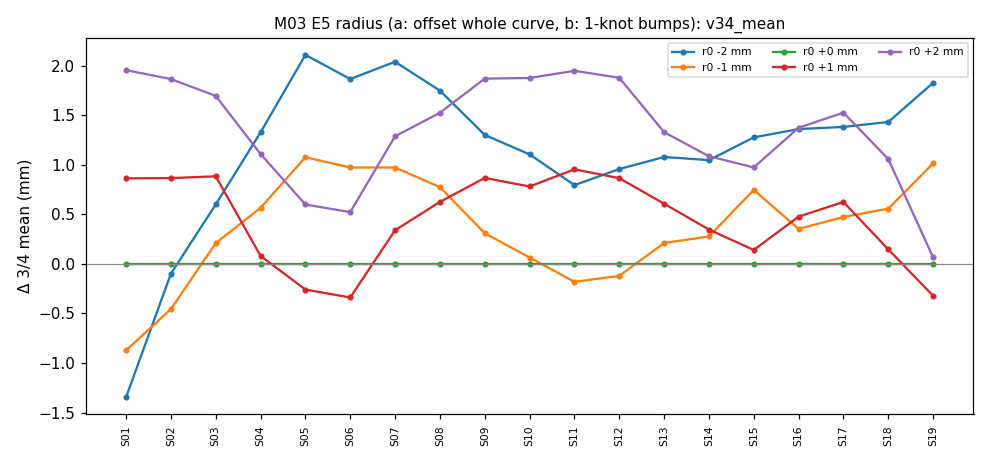 M03 E5 radius (a: offset whole curve, b: 1-knot bumps): v34_mean
r0 -2 mm
r0 -1 mm
r0 +0 mm
r0 +1 mm
r0 +2 mm
Δ 3/4 mean (mm)
2.0
1.5
1.0
0.5
0.0
−0.5
−1.0
−1.5
S01
S02
S03
S04
S05
S06
S07
S08
S09
S10
S11
S12
S13
S14
S15
S16
S17
S18
S19